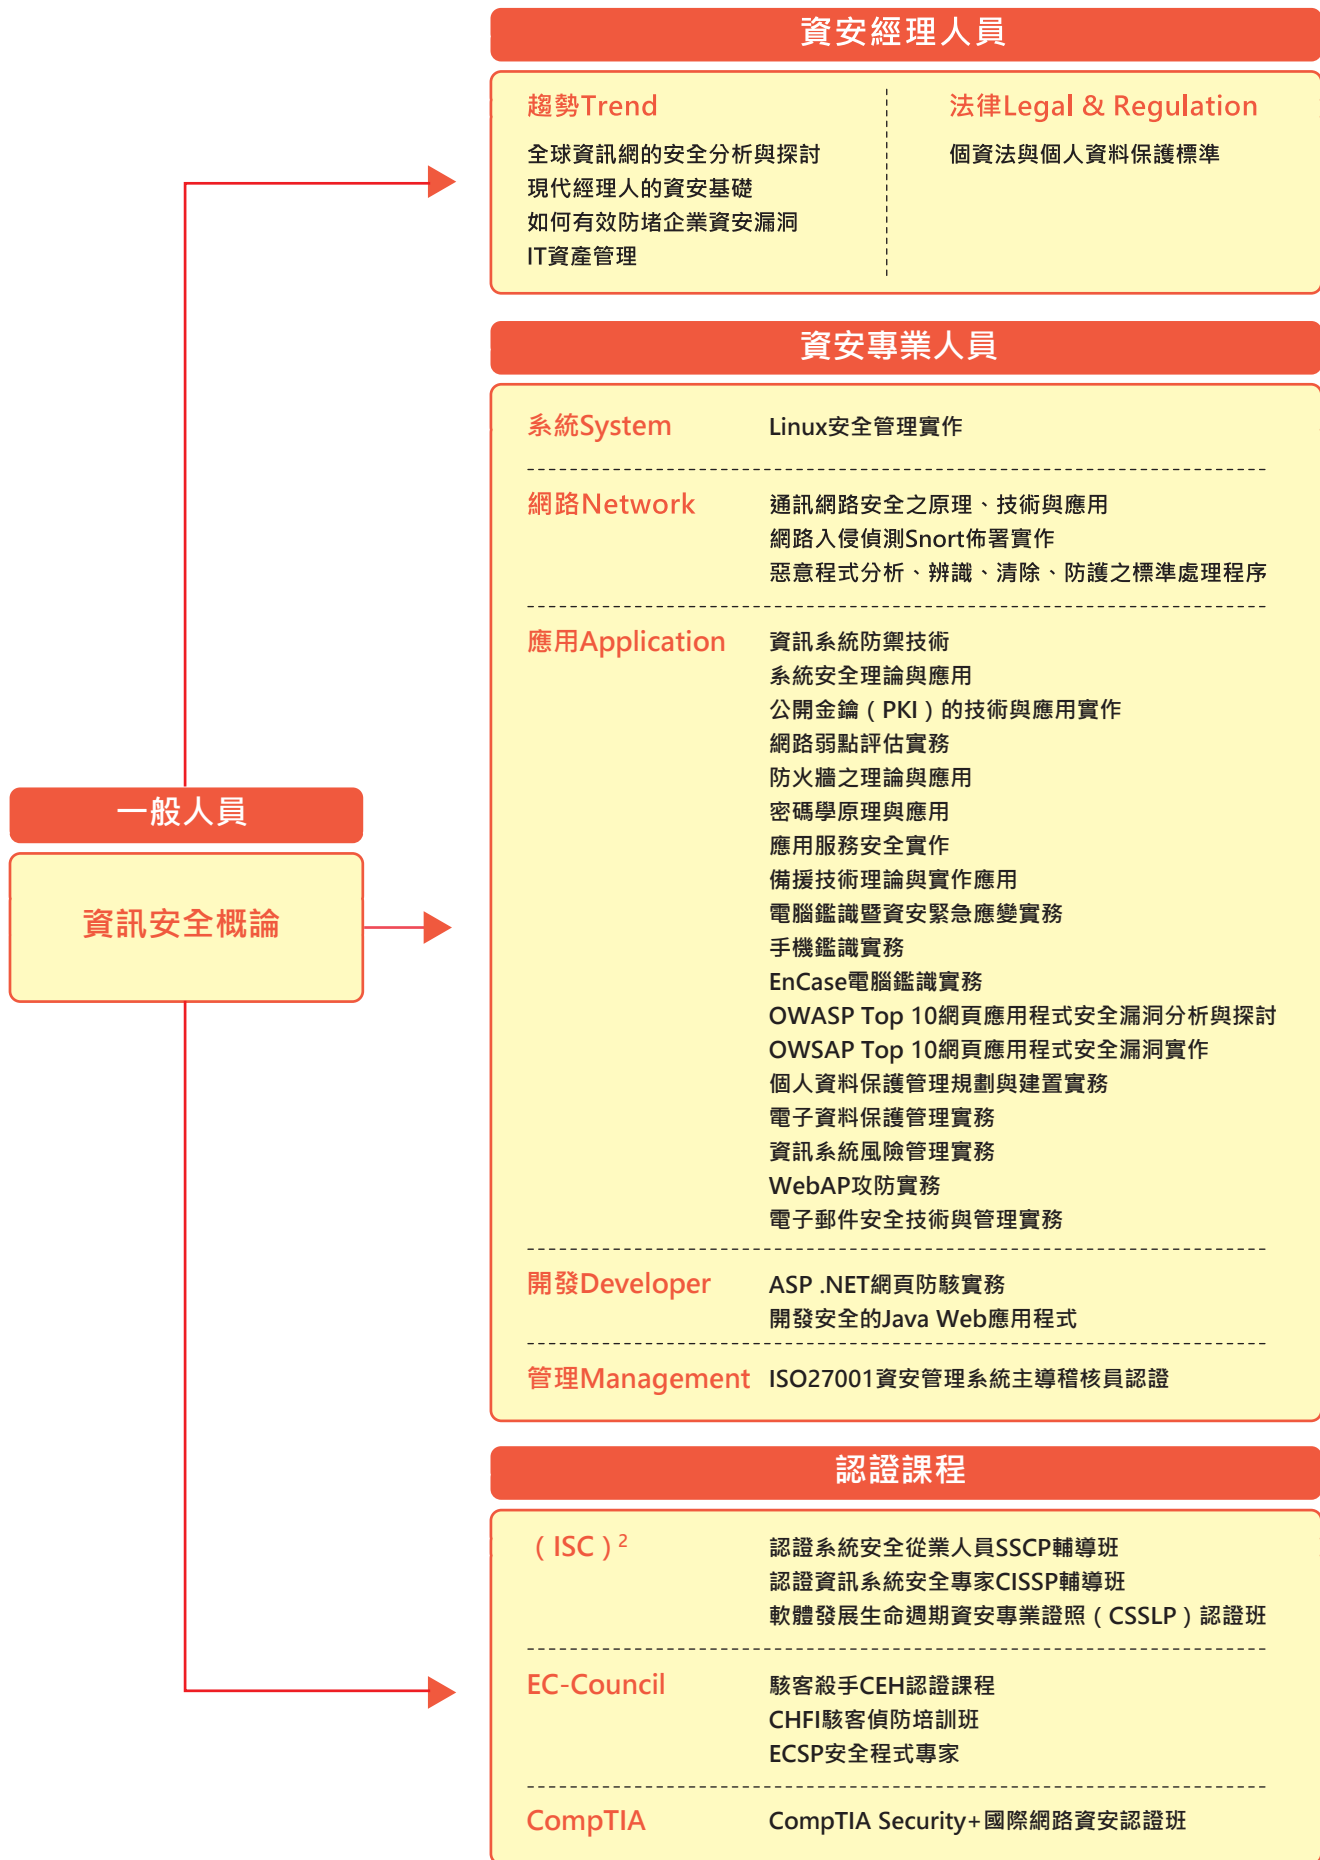 資安經理人員
趨勢Trend
全球資訊網的安全分析與探討
現代經理人的資安基礎
如何有效防堵企業資安漏洞
IT資產管理
法律Legal & Regulation
個資法與個人資料保護標準
資安專業人員
系統System
Linux安全管理實作
網路Network
通訊網路安全之原理、技術與應用
網路入侵偵測Snort佈署實作
惡意程式分析、辨識、清除、防護之標準處理程序
應用Application
資訊系統防禦技術
系統安全理論與應用
公開金鑰（PKI）的技術與應用實作
網路弱點評估實務
防火牆之理論與應用
密碼學原理與應用
應用服務安全實作
備援技術理論與實作應用
電腦鑑識暨資安緊急應變實務
手機鑑識實務
EnCase電腦鑑識實務
OWASP Top 10網頁應用程式安全漏洞分析與探討
OWSAP Top 10網頁應用程式安全漏洞實作
個人資料保護管理規劃與建置實務
電子資料保護管理實務
資訊系統風險管理實務
WebAP攻防實務
電子郵件安全技術與管理實務
開發Developer
ASP .NET網頁防駭實務
開發安全的Java Web應用程式
管理Management
ISO27001資安管理系統主導稽核員認證
一般人員
資訊安全概論
認證課程
（ISC）²
認證系統安全從業人員SSCP輔導班
認證資訊系統安全專家CISSP輔導班
軟體發展生命週期資安專業證照（CSSLP）認證班
EC-Council
駭客殺手CEH認證課程
CHFI駭客偵防培訓班
ECSP安全程式專家
CompTIA
CompTIA Security+國際網路資安認證班